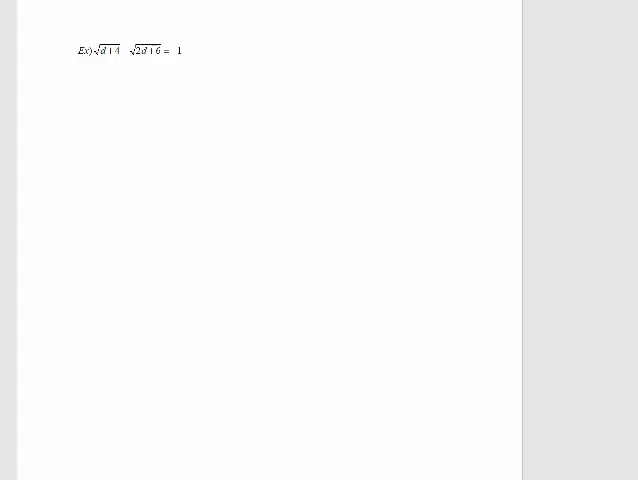 Ex) √d+4 √2d+6 = 1